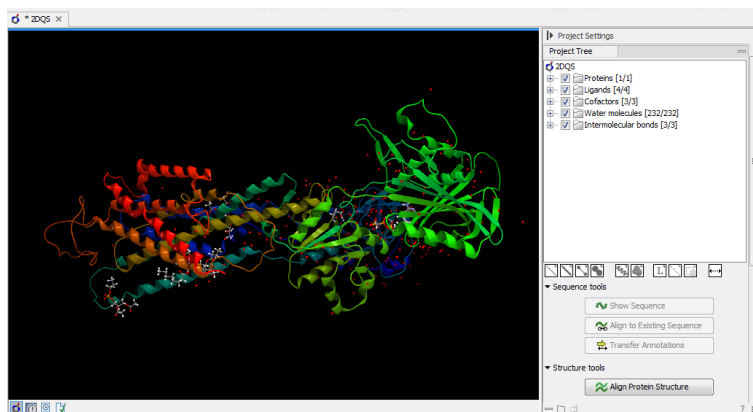 * 2DQS
Project Settings
Project Tree
2DQS
Proteins [1/1]
Ligands [4/4]
Cofactors [3/3]
Water molecules [232/232]
Intermolecular bonds [3/3]
L
Sequence tools
Show Sequence
Align to Existing Sequence
Transfer Annotations
Structure tools
Align Protein Structure
?